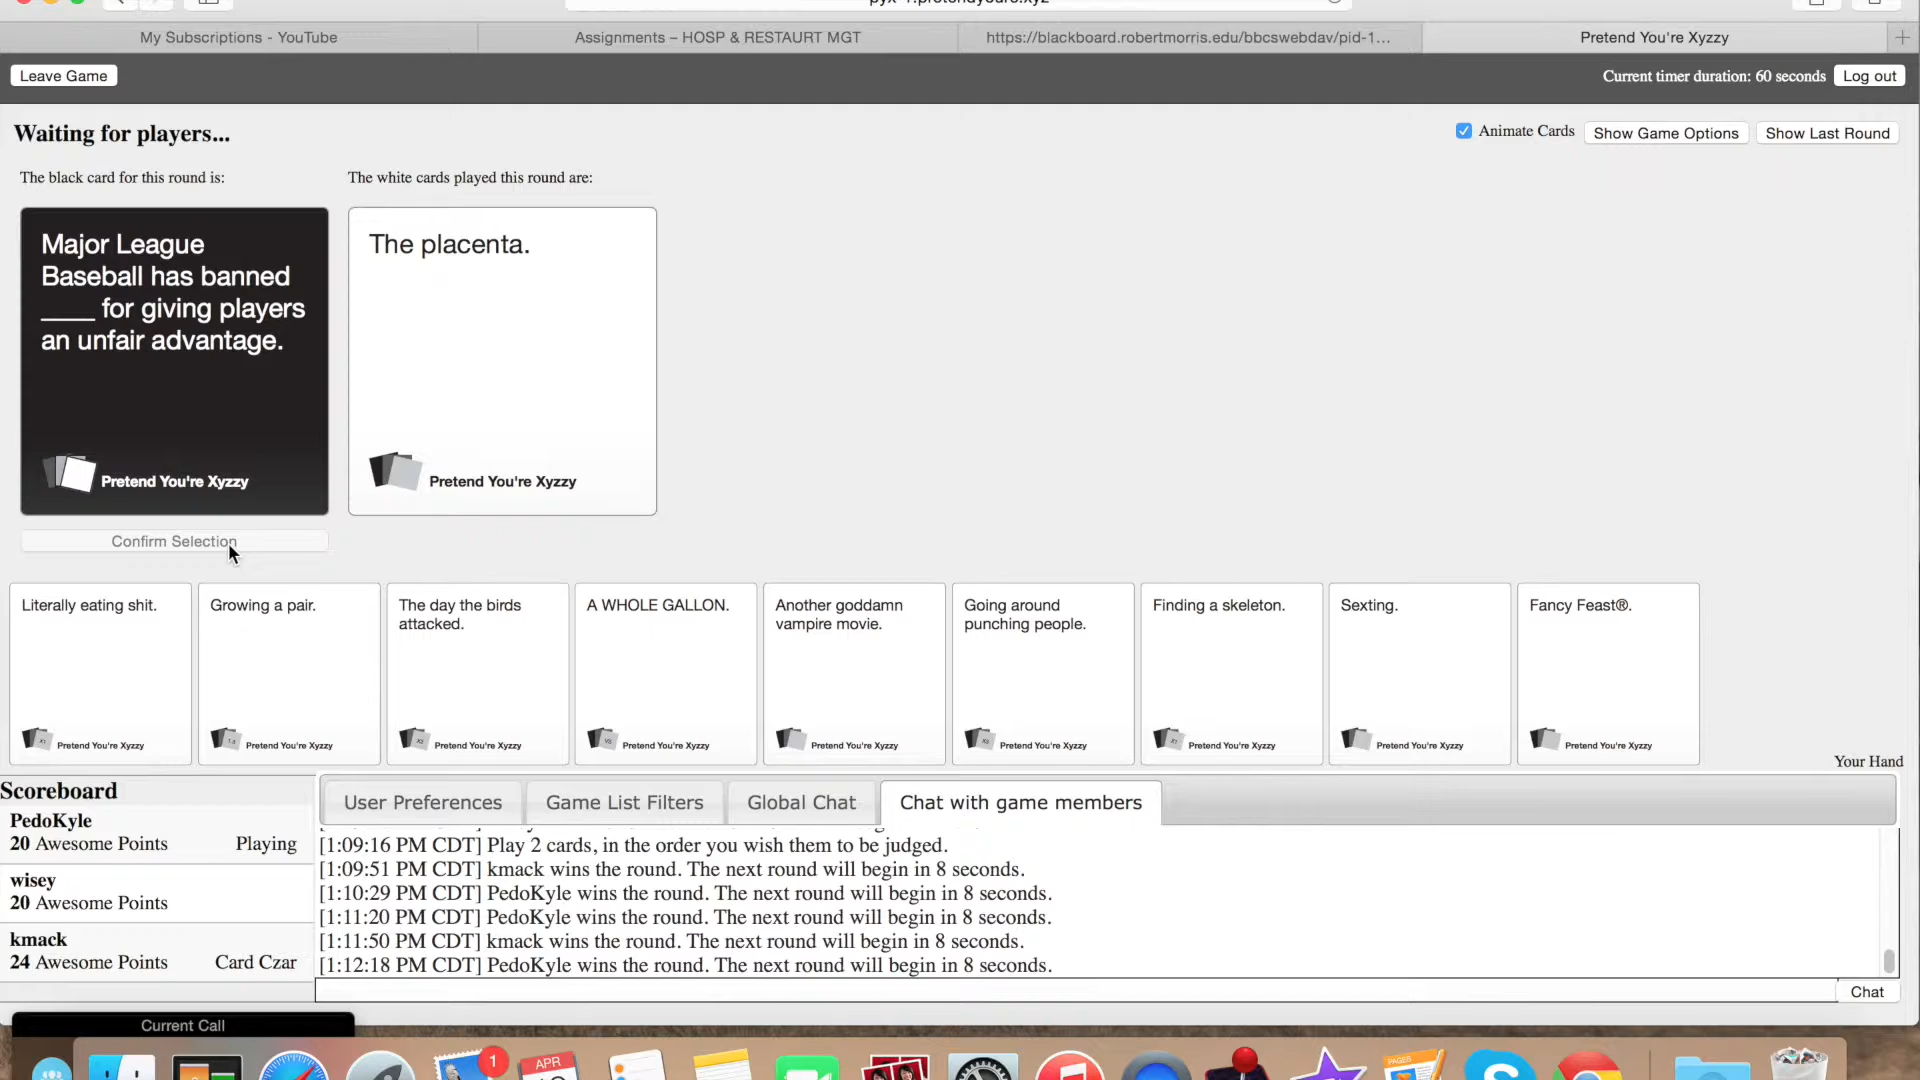 pyx-1.pretendyoure.xyz
My Subscriptions - YouTube
Assignments – HOSP & RESTAURT MGT
https://blackboard.robertmorris.edu/bbcswebdav/pid-1...
Pretend You're Xyzzy
Leave Game
Current timer duration: 60 seconds
Log out
Waiting for players...
Animate Cards
Show Game Options
Show Last Round
The black card for this round is:
The white cards played this round are:
Major League
Baseball has banned
____ for giving players
an unfair advantage.
Pretend You're Xyzzy
The placenta.
Pretend You're Xyzzy
Confirm Selection
Literally eating shit.
Pretend You're Xyzzy
Growing a pair.
Pretend You're Xyzzy
The day the birds
attacked.
Pretend You're Xyzzy
A WHOLE GALLON.
Pretend You're Xyzzy
Another goddamn
vampire movie.
Pretend You're Xyzzy
Going around
punching people.
Pretend You're Xyzzy
Finding a skeleton.
Pretend You're Xyzzy
Sexting.
Pretend You're Xyzzy
Fancy Feast®.
Pretend You're Xyzzy
Your Hand
Scoreboard
PedoKyle
20 Awesome Points
Playing
wisey
20 Awesome Points
kmack
24 Awesome Points
Card Czar
User Preferences
Game List Filters
Global Chat
Chat with game members
[1:09:16 PM CDT] Play 2 cards, in the order you wish them to be judged.
[1:09:51 PM CDT] kmack wins the round. The next round will begin in 8 seconds.
[1:10:29 PM CDT] PedoKyle wins the round. The next round will begin in 8 seconds.
[1:11:20 PM CDT] PedoKyle wins the round. The next round will begin in 8 seconds.
[1:11:50 PM CDT] kmack wins the round. The next round will begin in 8 seconds.
[1:12:18 PM CDT] PedoKyle wins the round. The next round will begin in 8 seconds.
Chat
Current Call
1
APR
PAGES